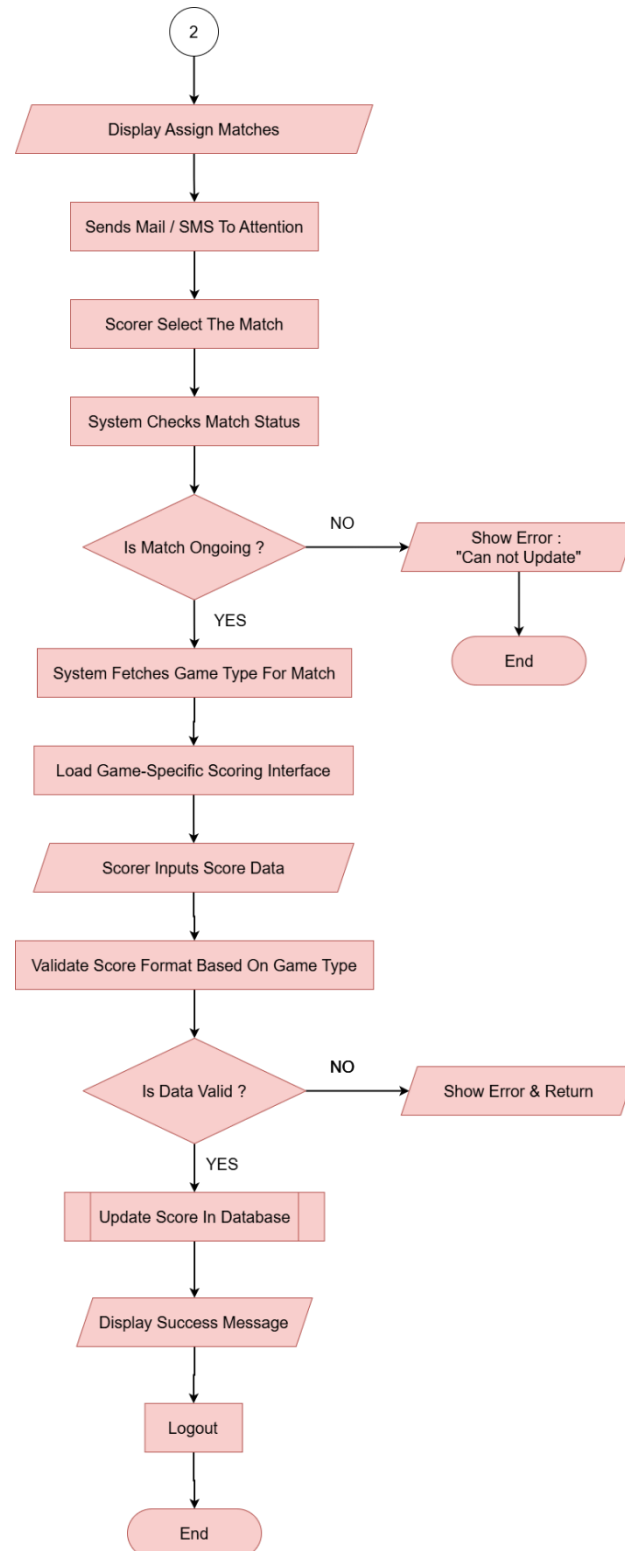 2
Display Assign Matches
Sends Mail / SMS To Attention
Scorer Select The Match
System Checks Match Status
Is Match Ongoing ?
NO
Show Error :
"Can not Update"
End
YES
System Fetches Game Type For Match
Load Game-Specific Scoring Interface
Scorer Inputs Score Data
Validate Score Format Based On Game Type
Is Data Valid ?
NO
Show Error & Return
YES
Update Score In Database
Display Success Message
Logout
End